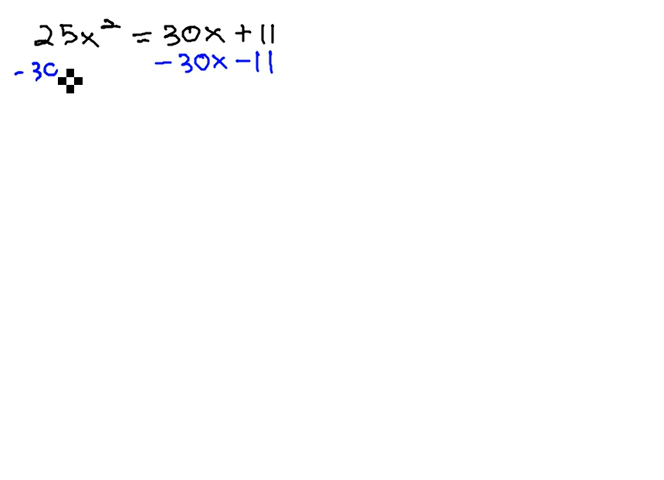 25x² = 30x + 11
-30 -30x - 11